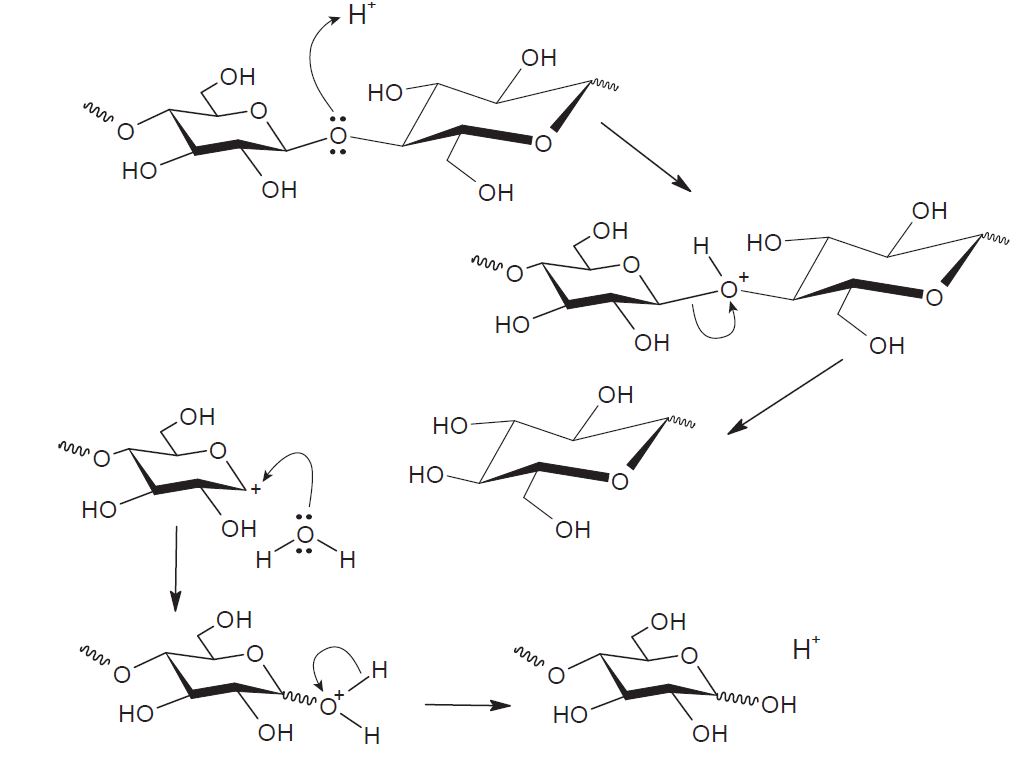 H+
OH OH
HO
O O O
HO OH O
OH
OH H HO OH
O O O+
HO OH O
OH
OH
HO OH
O O
HO O
HO OH +
OH
O
H H
OH
O O
HO OH O+ H
H
OH H+
O O
HO OH OH